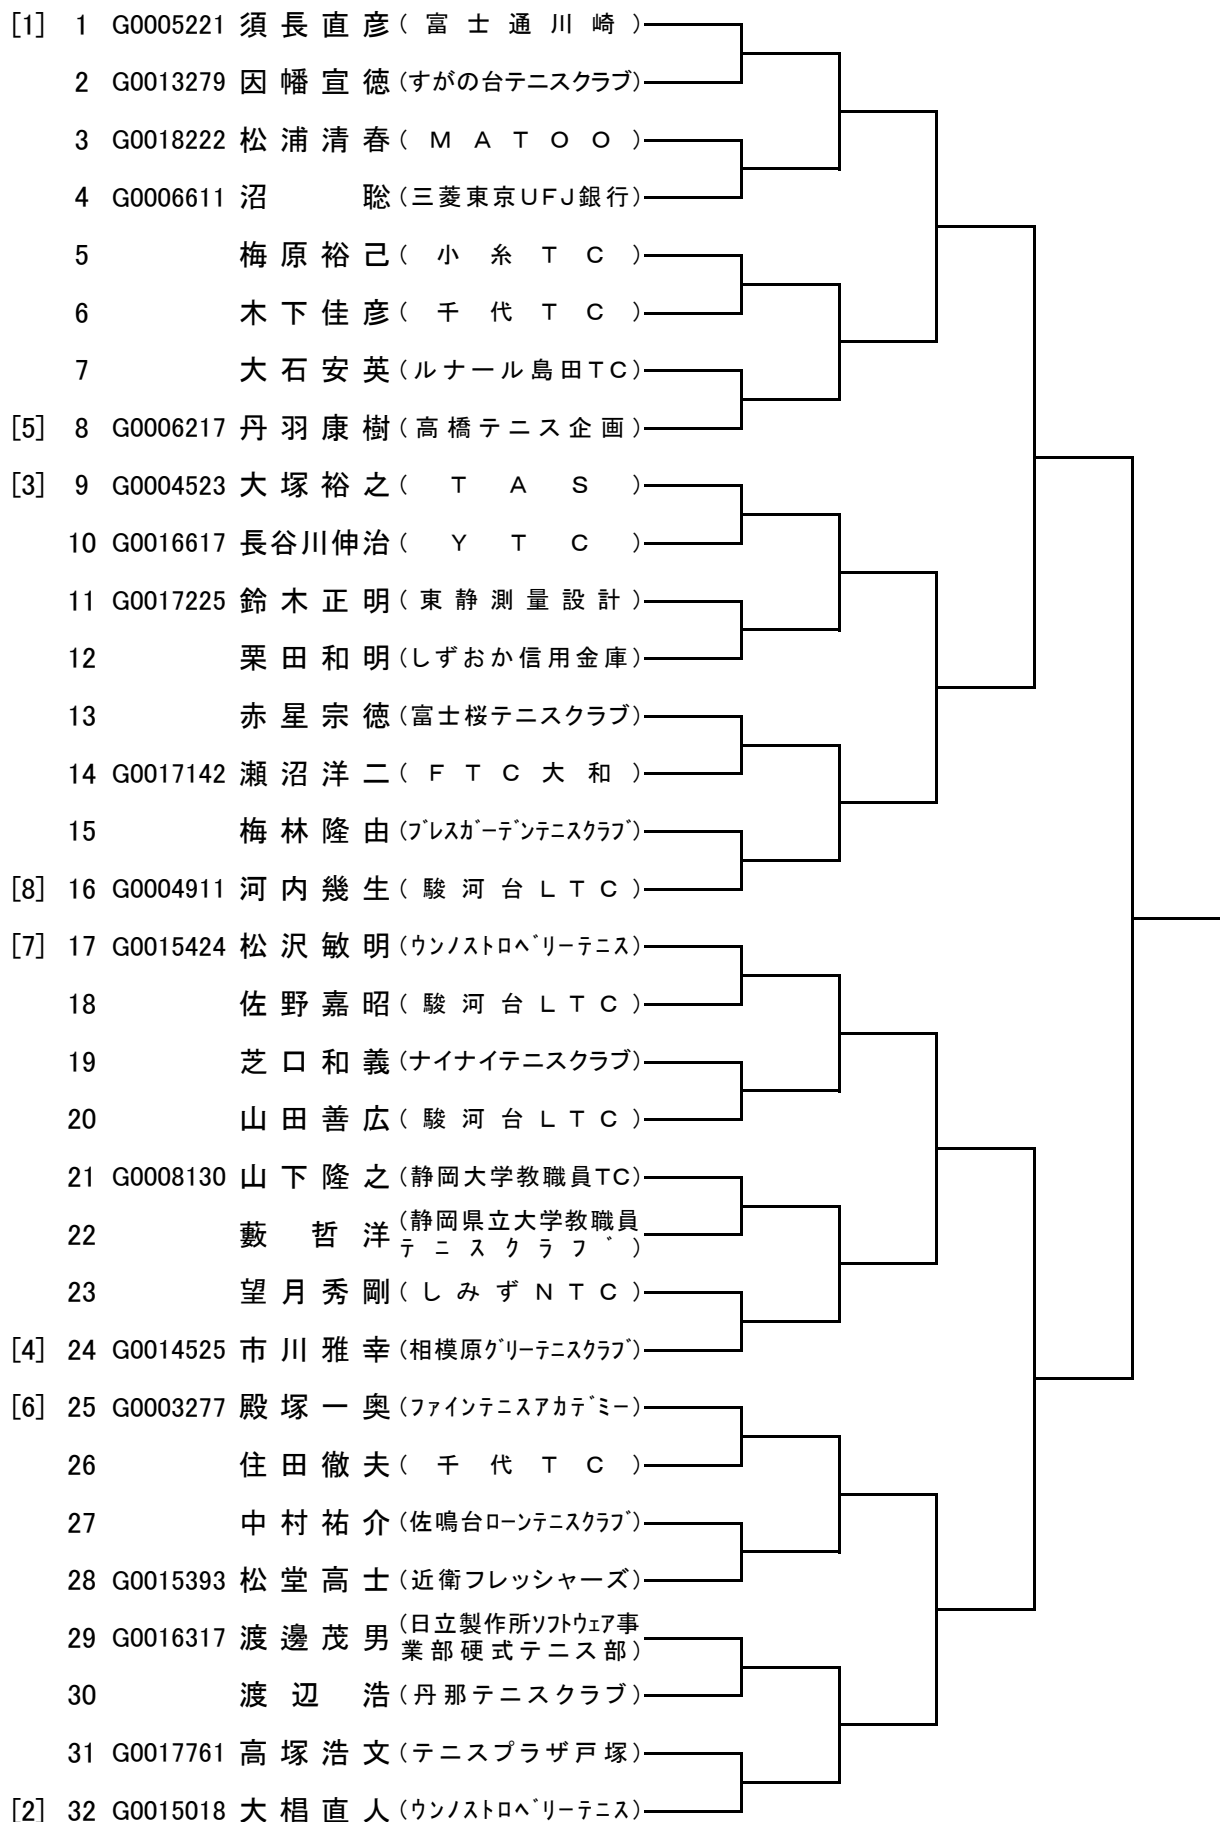 [1] 1 G0005221 須長直彦(富士通川崎)
2 G0013279 因幡宣徳(すがの台テニスクラブ)
3 G0018222 松浦清春(MATOO)
4 G0006611 沼聡(三菱東京UFJ銀行)
5 梅原裕己(小糸TC)
6 木下佳彦(千代TC)
7 大石安英(ルナール島田TC)
[5] 8 G0006217 丹羽康樹(高橋テニス企画)
[3] 9 G0004523 大塚裕之(TAS)
10 G0016617 長谷川伸治(YTC)
11 G0017225 鈴木正明(東静測量設計)
12 栗田和明(しずおか信用金庫)
13 赤星宗徳(富士桜テニスクラブ)
14 G0017142 瀬沼洋二(FTC大和)
15 梅林隆由(ブレスガーデンテニスクラブ)
[8] 16 G0004911 河内幾生(駿河台LTC)
[7] 17 G0015424 松沢敏明(ウンノストロベリーテニス)
18 佐野嘉昭(駿河台LTC)
19 芝口和義(ナイナイテニスクラブ)
20 山田善広(駿河台LTC)
21 G0008130 山下隆之(静岡大学教職員TC)
22 藪哲洋(静岡県立大学教職員
テニスクラブ)
23 望月秀剛(しみずNTC)
[4] 24 G0014525 市川雅幸(相模原グリーテニスクラブ)
[6] 25 G0003277 殿塚一奥(ファインテニスアカデミー)
26 住田徹夫(千代TC)
27 中村祐介(佐鳴台ローンテニスクラブ)
28 G0015393 松堂高士(近衛フレッシャーズ)
29 G0016317 渡邊茂男(日立製作所ソフトウェア事
業部硬式テニス部)
30 渡辺浩(丹那テニスクラブ)
31 G0017761 高塚浩文(テニスプラザ戸塚)
[2] 32 G0015018 大椙直人(ウンノストロベリーテニス)